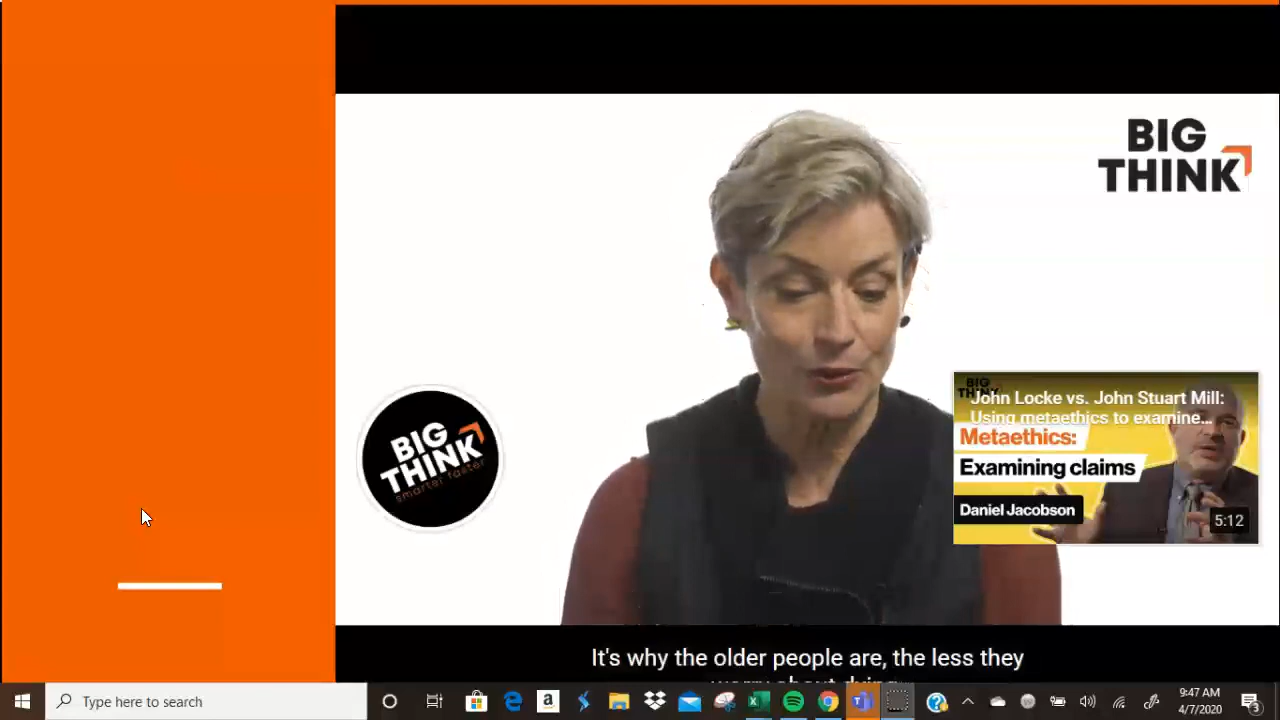 BIG
THINK
BIG
THINK
smarter faster
BIG
John Locke vs. John Stuart Mill:
Using metaethics to examine...
Metaethics:
Examining claims
Daniel Jacobson
5:12
It's why the older people are, the less they
Type here to search
9:47 AM
4/7/2020
3